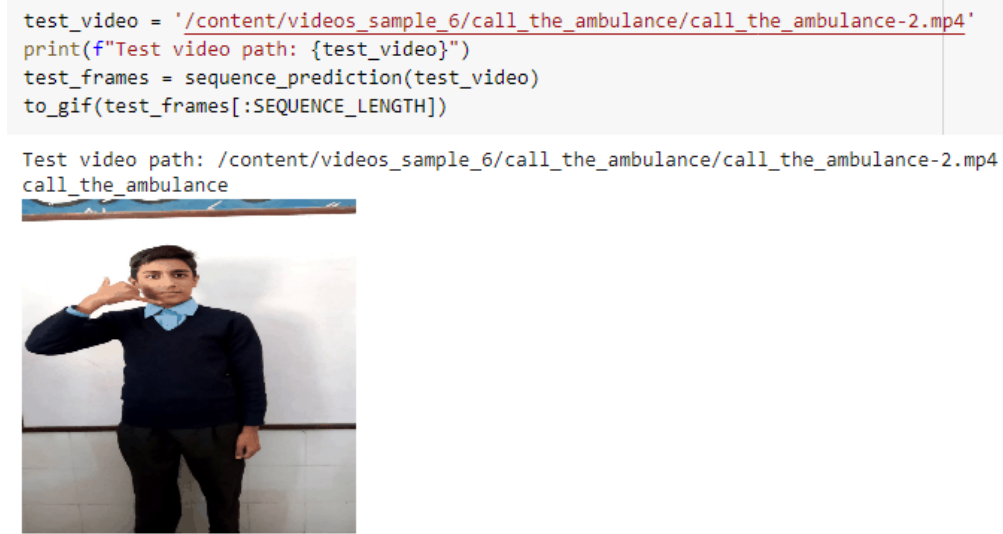 test_video = '/content/videos_sample_6/call_the_ambulance/call_the_ambulance-2.mp4'
print(f"Test video path: {test_video}")
test_frames = sequence_prediction(test_video)
to_gif(test_frames[:SEQUENCE_LENGTH])
Test video path: /content/videos_sample_6/call_the_ambulance/call_the_ambulance-2.mp4
call_the_ambulance